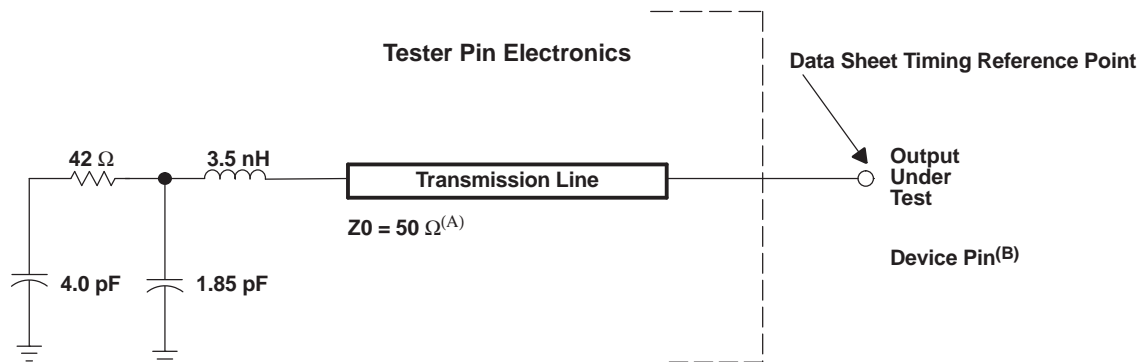 Tester Pin Electronics
Data Sheet Timing Reference Point
42 Ω
3.5 nH
Transmission Line
Output
Under
Test
Z0 = 50 Ω(A)
Device Pin(B)
4.0 pF
1.85 pF